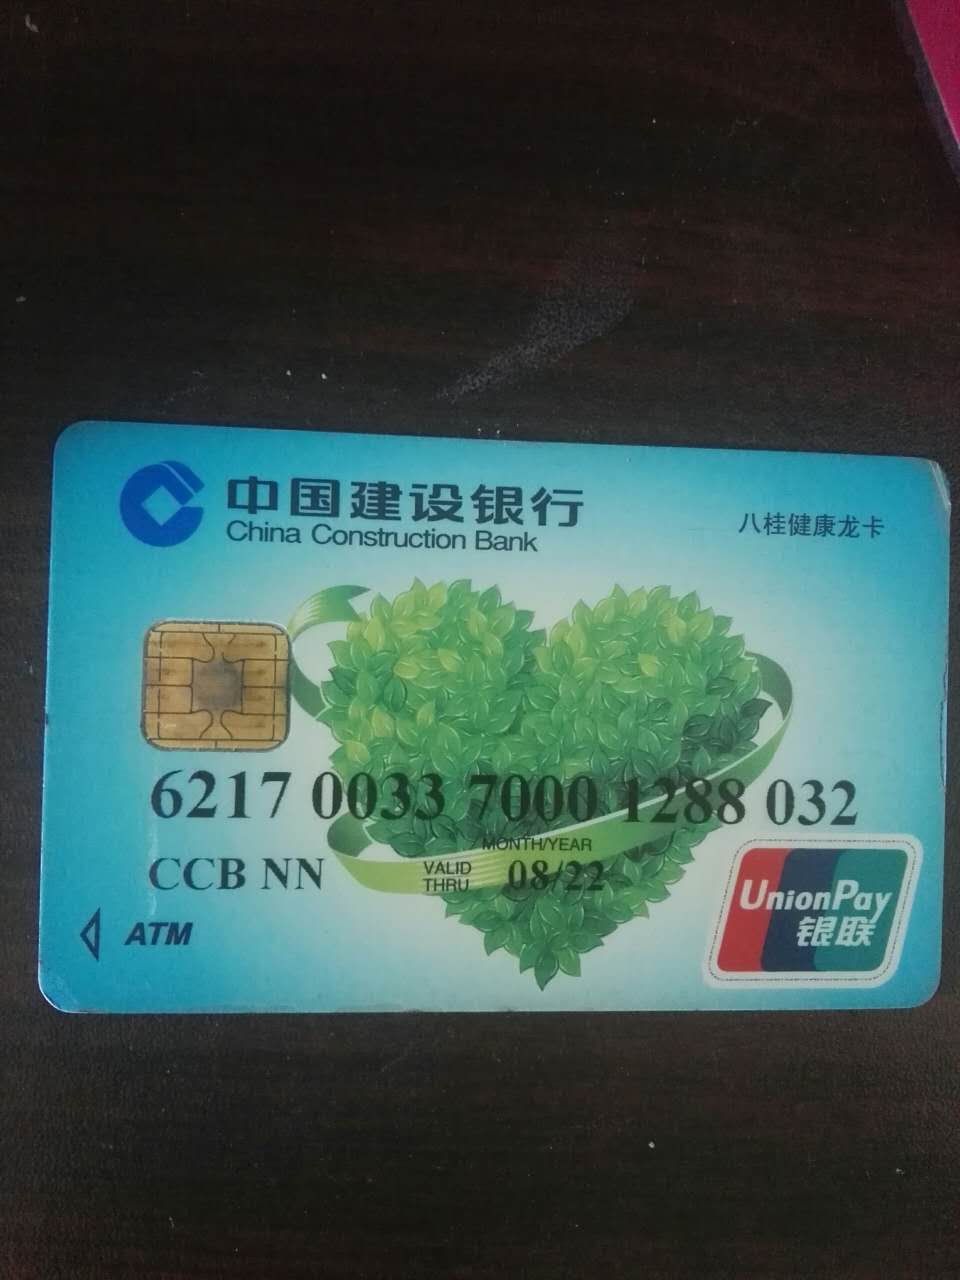 中国建设银行
China Construction Bank
八桂健康龙卡
6217 0033 7000 1288 032
MONTH/YEAR
CCB NN
VALID THRU
08/22
ATM
UnionPay
银联